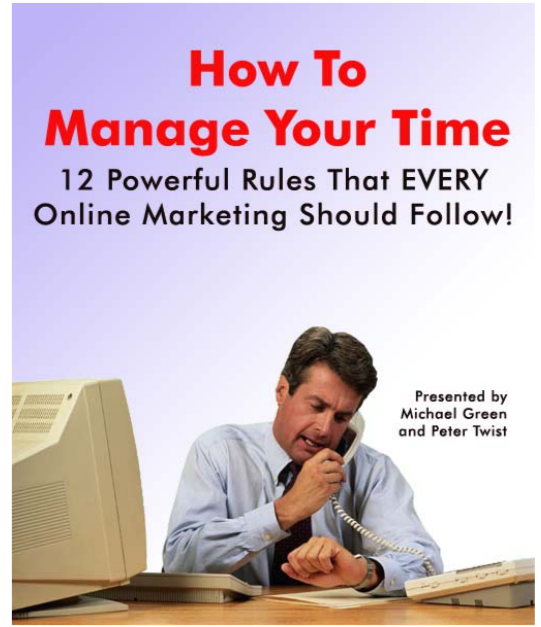 How To
Manage Your Time
12 Powerful Rules That EVERY
Online Marketing Should Follow!
Presented by
Michael Green
and Peter Twist